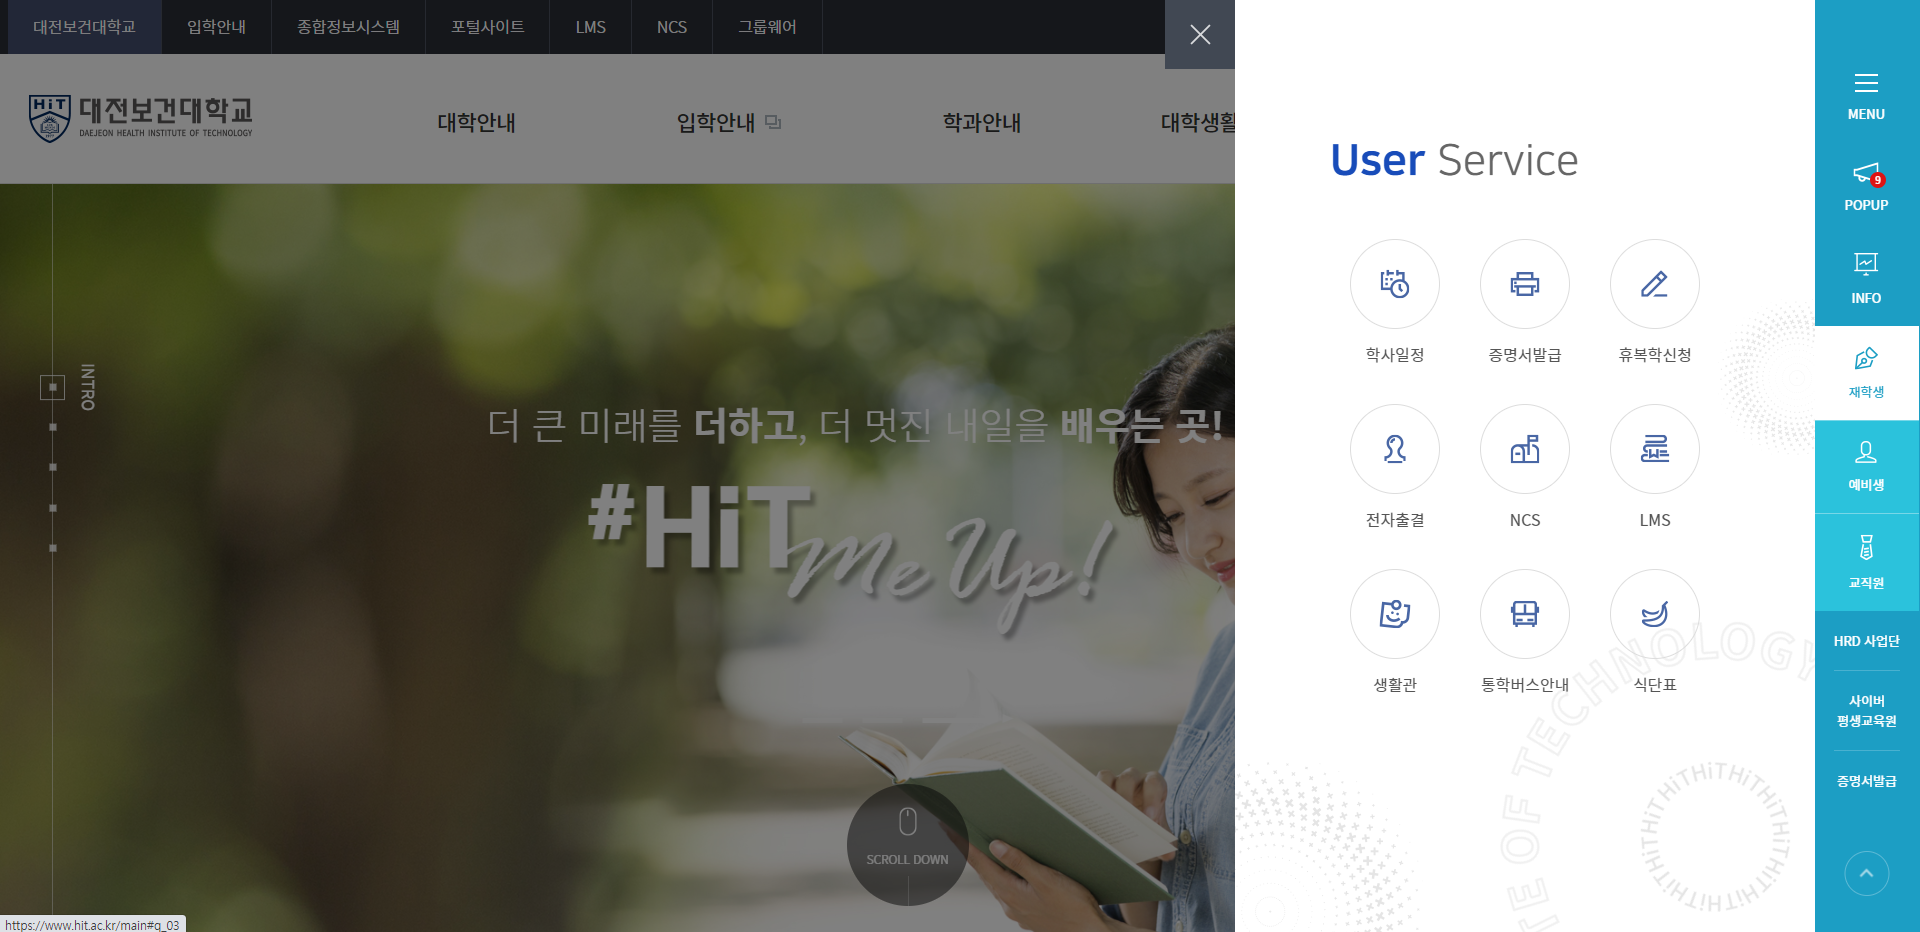 대전보건대학교
입학안내
종합정보시스템
포털사이트
LMS
NCS
그룹웨어
HiT
대전보건대학교
DAEJEON HEALTH INSTITUTE OF TECHNOLOGY
대학안내
입학안내
학과안내
대학생활
INTRO
더 큰 미래를 더하고, 더 멋진 내일을 배우는 곳!
#HiT
Me Up!
SCROLL DOWN
https://www.hit.ac.kr/main#q_03
User Service
학사일정
증명서발급
휴복학신청
전자출결
NCS
LMS
생활관
통학버스안내
식단표
TE OF TECHNOLOGY
HiTHiTHiTHiTHiTHiTHiTHiTHiTHiT
MENU
9
POPUP
INFO
재학생
예비생
교직원
HRD 사업단
사이버
평생교육원
증명서발급